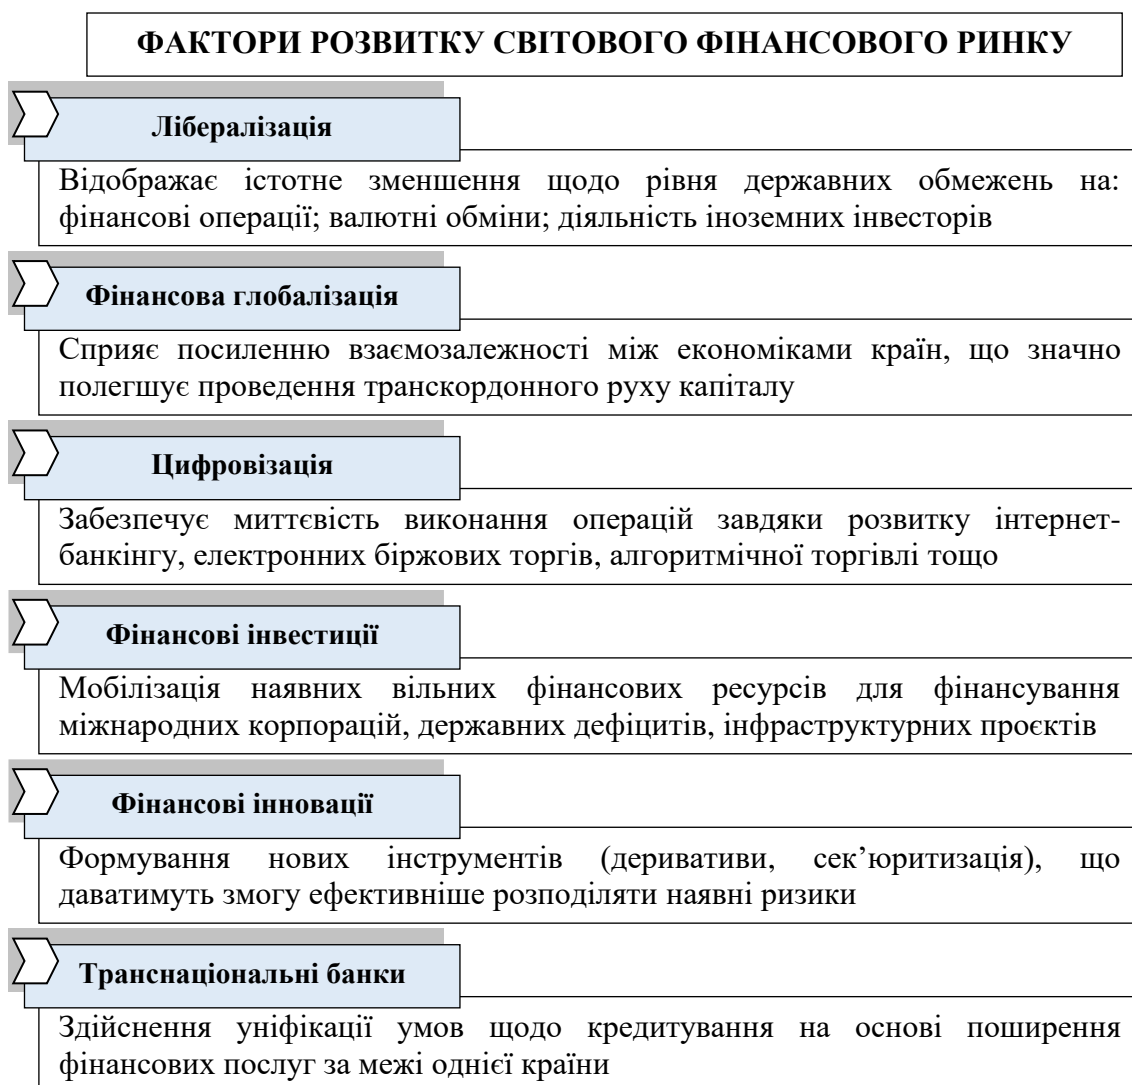 ФАКТОРИ РОЗВИТКУ СВІТОВОГО ФІНАНСОВОГО РИНКУ
Лібералізація
Відображає істотне зменшення щодо рівня державних обмежень на:
фінансові операції; валютні обміни; діяльність іноземних інвесторів
Фінансова глобалізація
Сприяє посиленню взаємозалежності між економіками країн, що значно
полегшує проведення транскордонного руху капіталу
Цифровізація
Забезпечує миттєвість виконання операцій завдяки розвитку інтернет-
банкінгу, електронних біржових торгів, алгоритмічної торгівлі тощо
Фінансові інвестиції
Мобілізація наявних вільних фінансових ресурсів для фінансування
міжнародних корпорацій, державних дефіцитів, інфраструктурних проєктів
Фінансові інновації
Формування нових інструментів (деривативи, сек’юритизація), що
даватимуть змогу ефективніше розподіляти наявні ризики
Транснаціональні банки
Здійснення уніфікації умов щодо кредитування на основі поширення
фінансових послуг за межі однієї країни